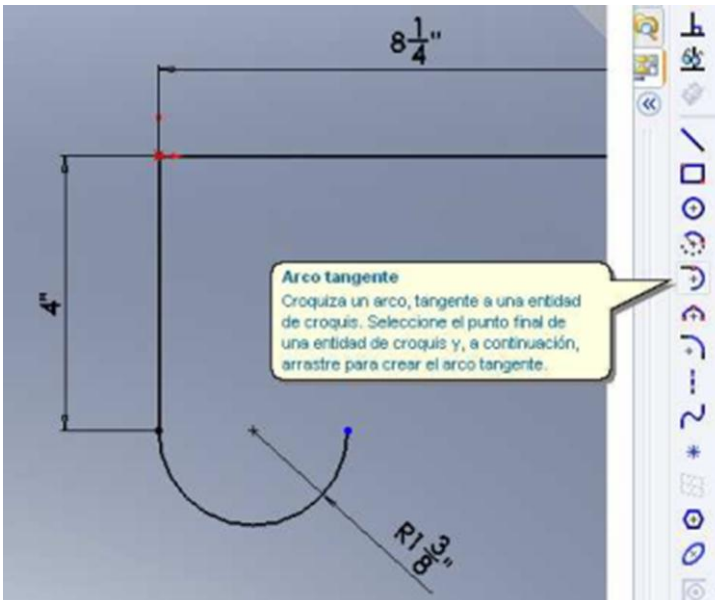 8 1/4"
4"
Arco tangente
Croquiza un arco, tangente a una entidad
de croquis. Seleccione el punto final de
una entidad de croquis y, a continuación,
arrastre para crear el arco tangente.
R1 3/8"